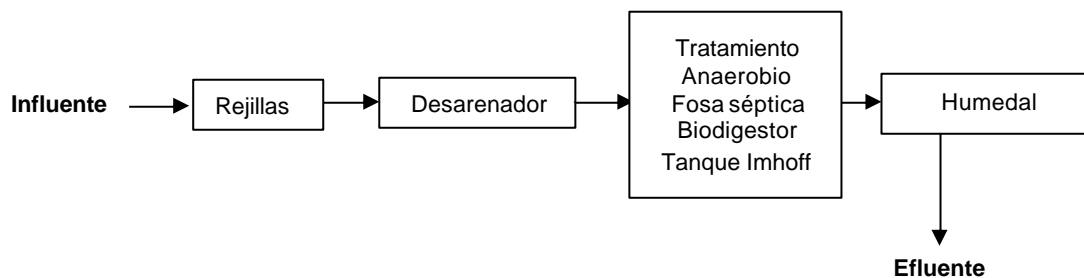 Influente
Rejillas
Desarenador
Tratamiento
Anaerobio
Fosa séptica
Biodigestor
Tanque Imhoff
Humedal
Efluente